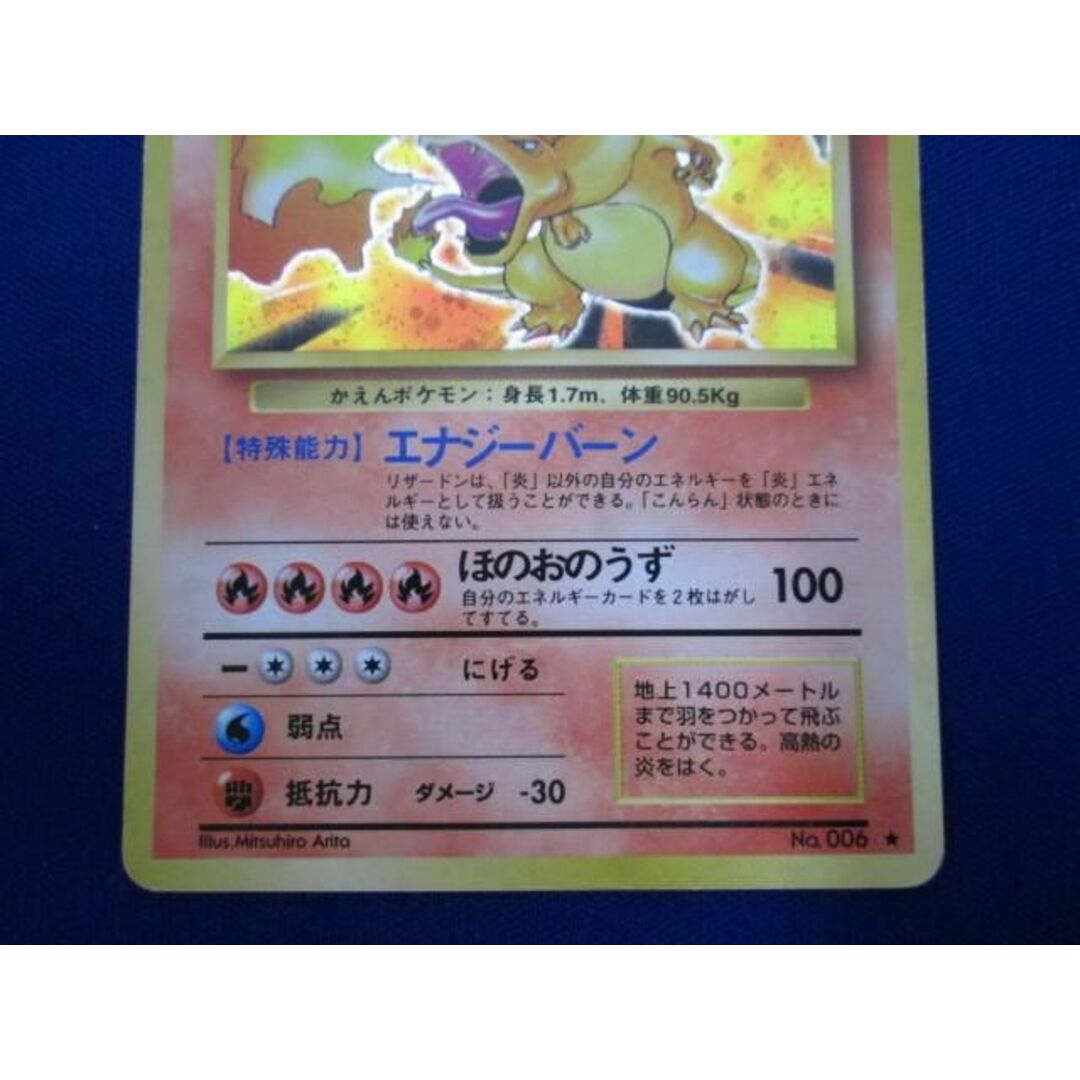 かえんポケモン：身長1.7m、体重90.5Kg
【特殊能力】 エナジーバーン
リザードンは、「炎」以外の自分のエネルギーを「炎」エネ
ルギーとして扱うことができる。「こんらん」状態のときに
は使えない。
ほのおのうず 100
自分のエネルギーカードを2枚はがし
てすてる。
にげる
弱点
抵抗力 ダメージ -30
地上1400メートル
まで羽をつかって飛ぶ
ことができる。高熱の
炎をはく。
Illus.Mitsuhiro Arita
No. 006 ★